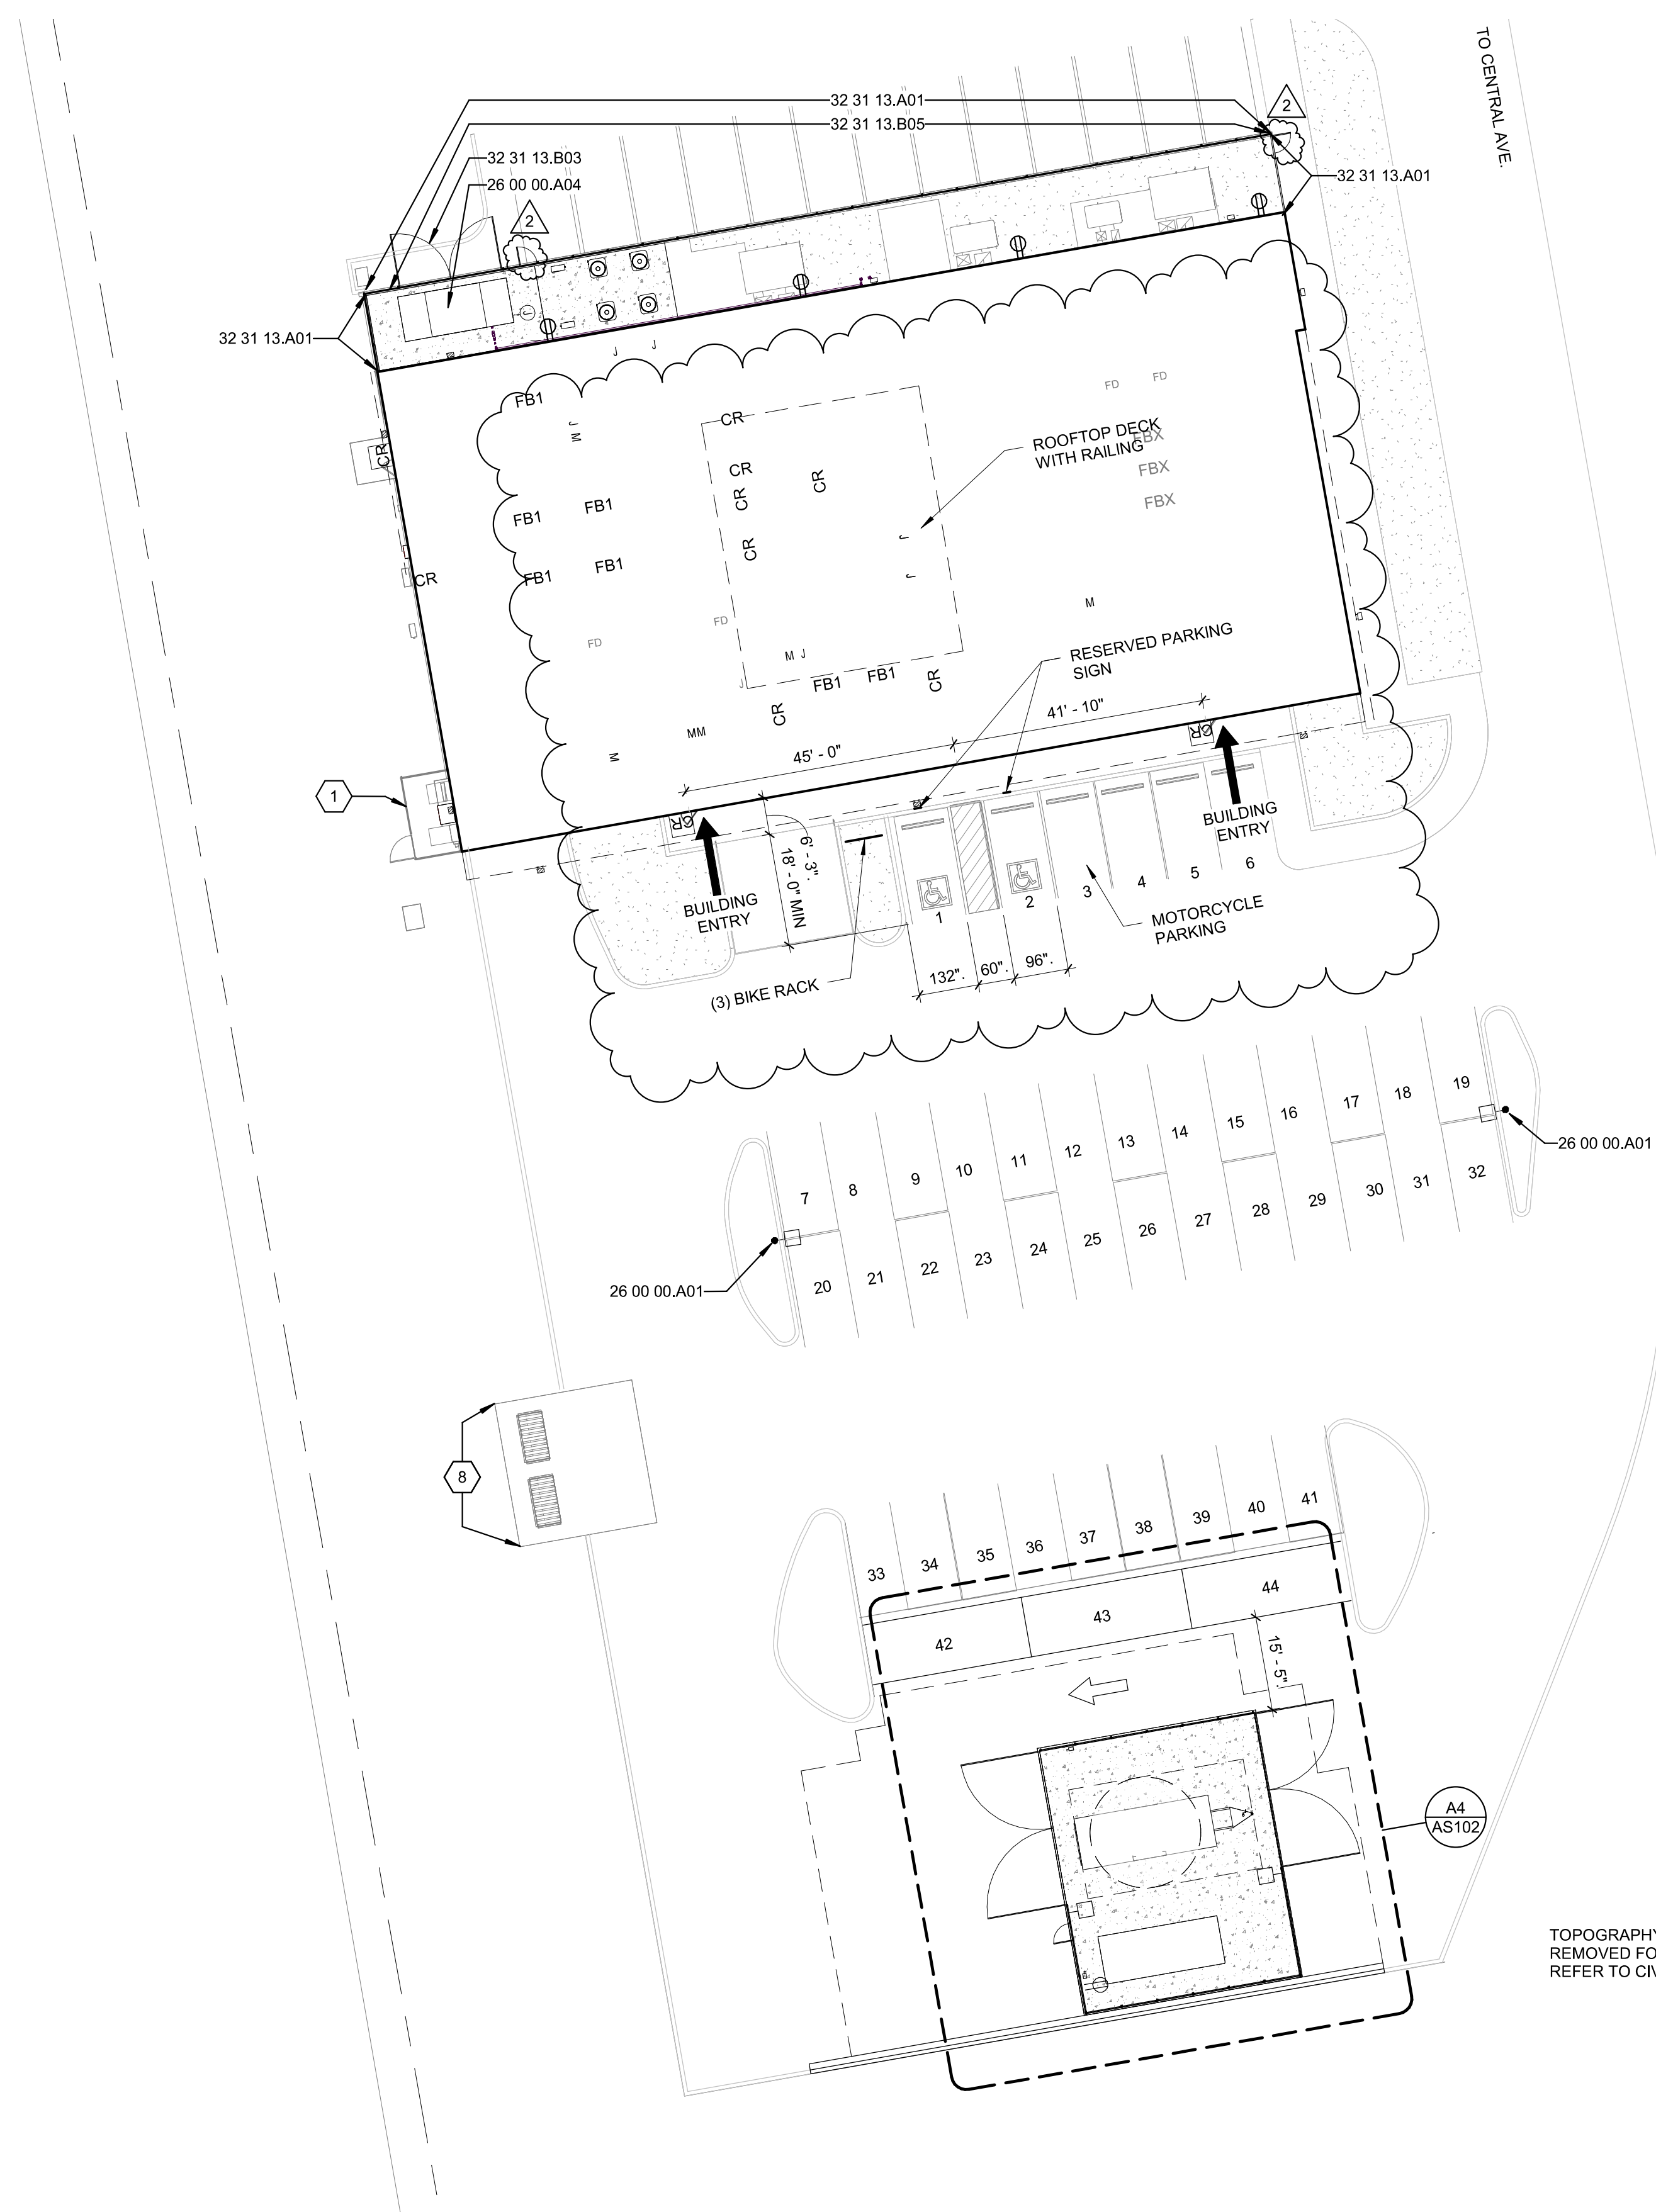 TO CENTRAL AVE.
32 31 13.A01
2
32 31 13.B05
32 31 13.B03
26 00 00.A04
32 31 13.A01
2
32 31 13.A01
FB1
J
J
J
M
CR
FD
FD
ROOFTOP DECK
WITH RAILING
FBX
FBX
FBX
CR
CR
CR
CR
CR
FB1
FB1
FB1
FB1
CR
CR
J
J
M
FD
FD
M J
J
RESERVED PARKING
SIGN
FB1
FB1
CR
CR
41' - 10"
45' - 0"
MM
M
1
CR
CR
BUILDING
ENTRY
BUILDING
ENTRY
6' - 3".
18' - 0" MIN
1
2
3
4
5
6
MOTORCYCLE
PARKING
132".
60".
96".
(3) BIKE RACK
7
8
9
10
11
12
13
14
15
16
17
18
19
26 00 00.A01
20
21
22
23
24
25
26
27
28
29
30
31
32
26 00 00.A01
8
33
34
35
36
37
38
39
40
41
42
43
44
15' - 5".
A4
AS102
TOPOGRAPHY
REMOVED FO
REFER TO CIV